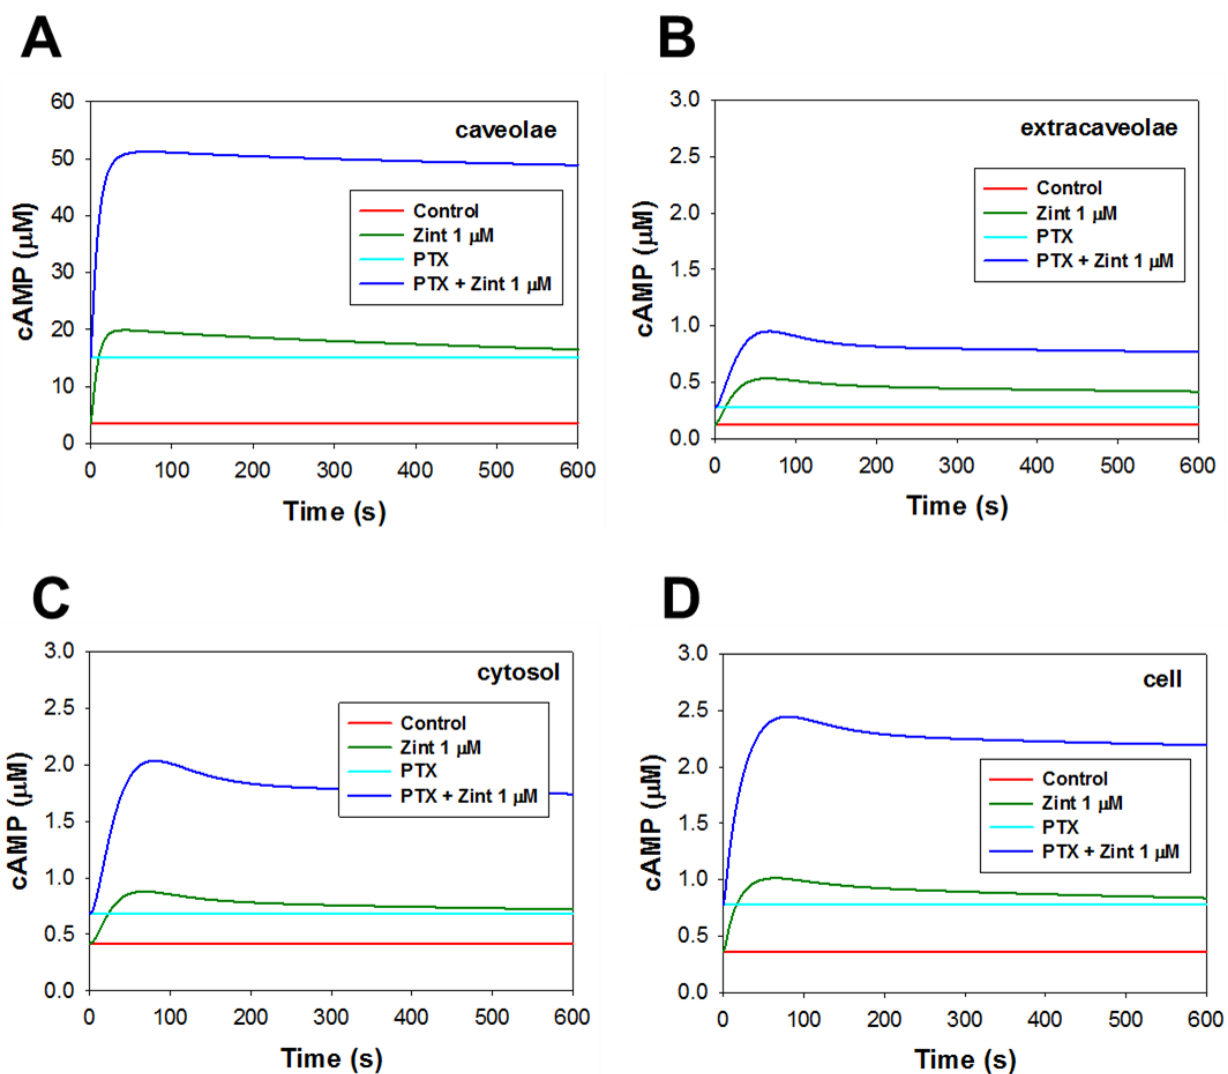 A
caveolae
60
50
40
30
20
10
0
cAMP (μM)
Control
Zint 1 μM
PTX
PTX + Zint 1 μM
0 100 200 300 400 500 600
Time (s)
B
extracaveolae
3.0
2.5
2.0
1.5
1.0
0.5
0.0
cAMP (μM)
Control
Zint 1 μM
PTX
PTX + Zint 1 μM
0 100 200 300 400 500 600
Time (s)
C
cytosol
3.0
2.5
2.0
1.5
1.0
0.5
0.0
cAMP (μM)
Control
Zint 1 μM
PTX
PTX + Zint 1 μM
0 100 200 300 400 500 600
Time (s)
D
cell
3.0
2.5
2.0
1.5
1.0
0.5
0.0
cAMP (μM)
Control
Zint 1 μM
PTX
PTX + Zint 1 μM
0 100 200 300 400 500 600
Time (s)